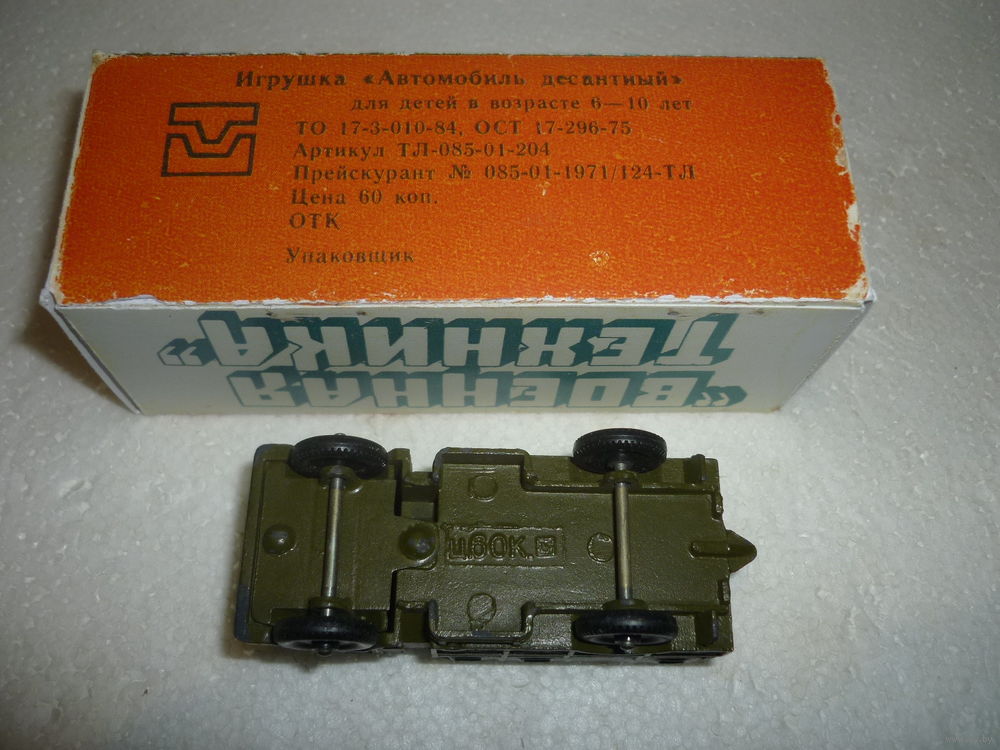 Игрушка «Автомобиль десантный»
для детей в возрасте 6—10 лет
ТО 17-3-010-84, ОСТ 17-296-75
Артикул ТЛ-085-01-204
Прейскурант № 085-01-1971/124-ТЛ
Цена 60 коп.
ОТК
Упаковщик
"ВОЕННАЯ
ТЕХНИКА"
Ц60К.